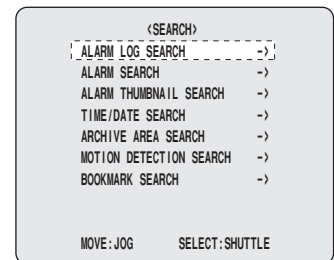 <SEARCH>
ALARM LOG SEARCH ->
ALARM SEARCH ->
ALARM THUMBNAIL SEARCH ->
TIME/DATE SEARCH ->
ARCHIVE AREA SEARCH ->
MOTION DETECTION SEARCH ->
BOOKMARK SEARCH ->
MOVE:JOG SELECT:SHUTTLE